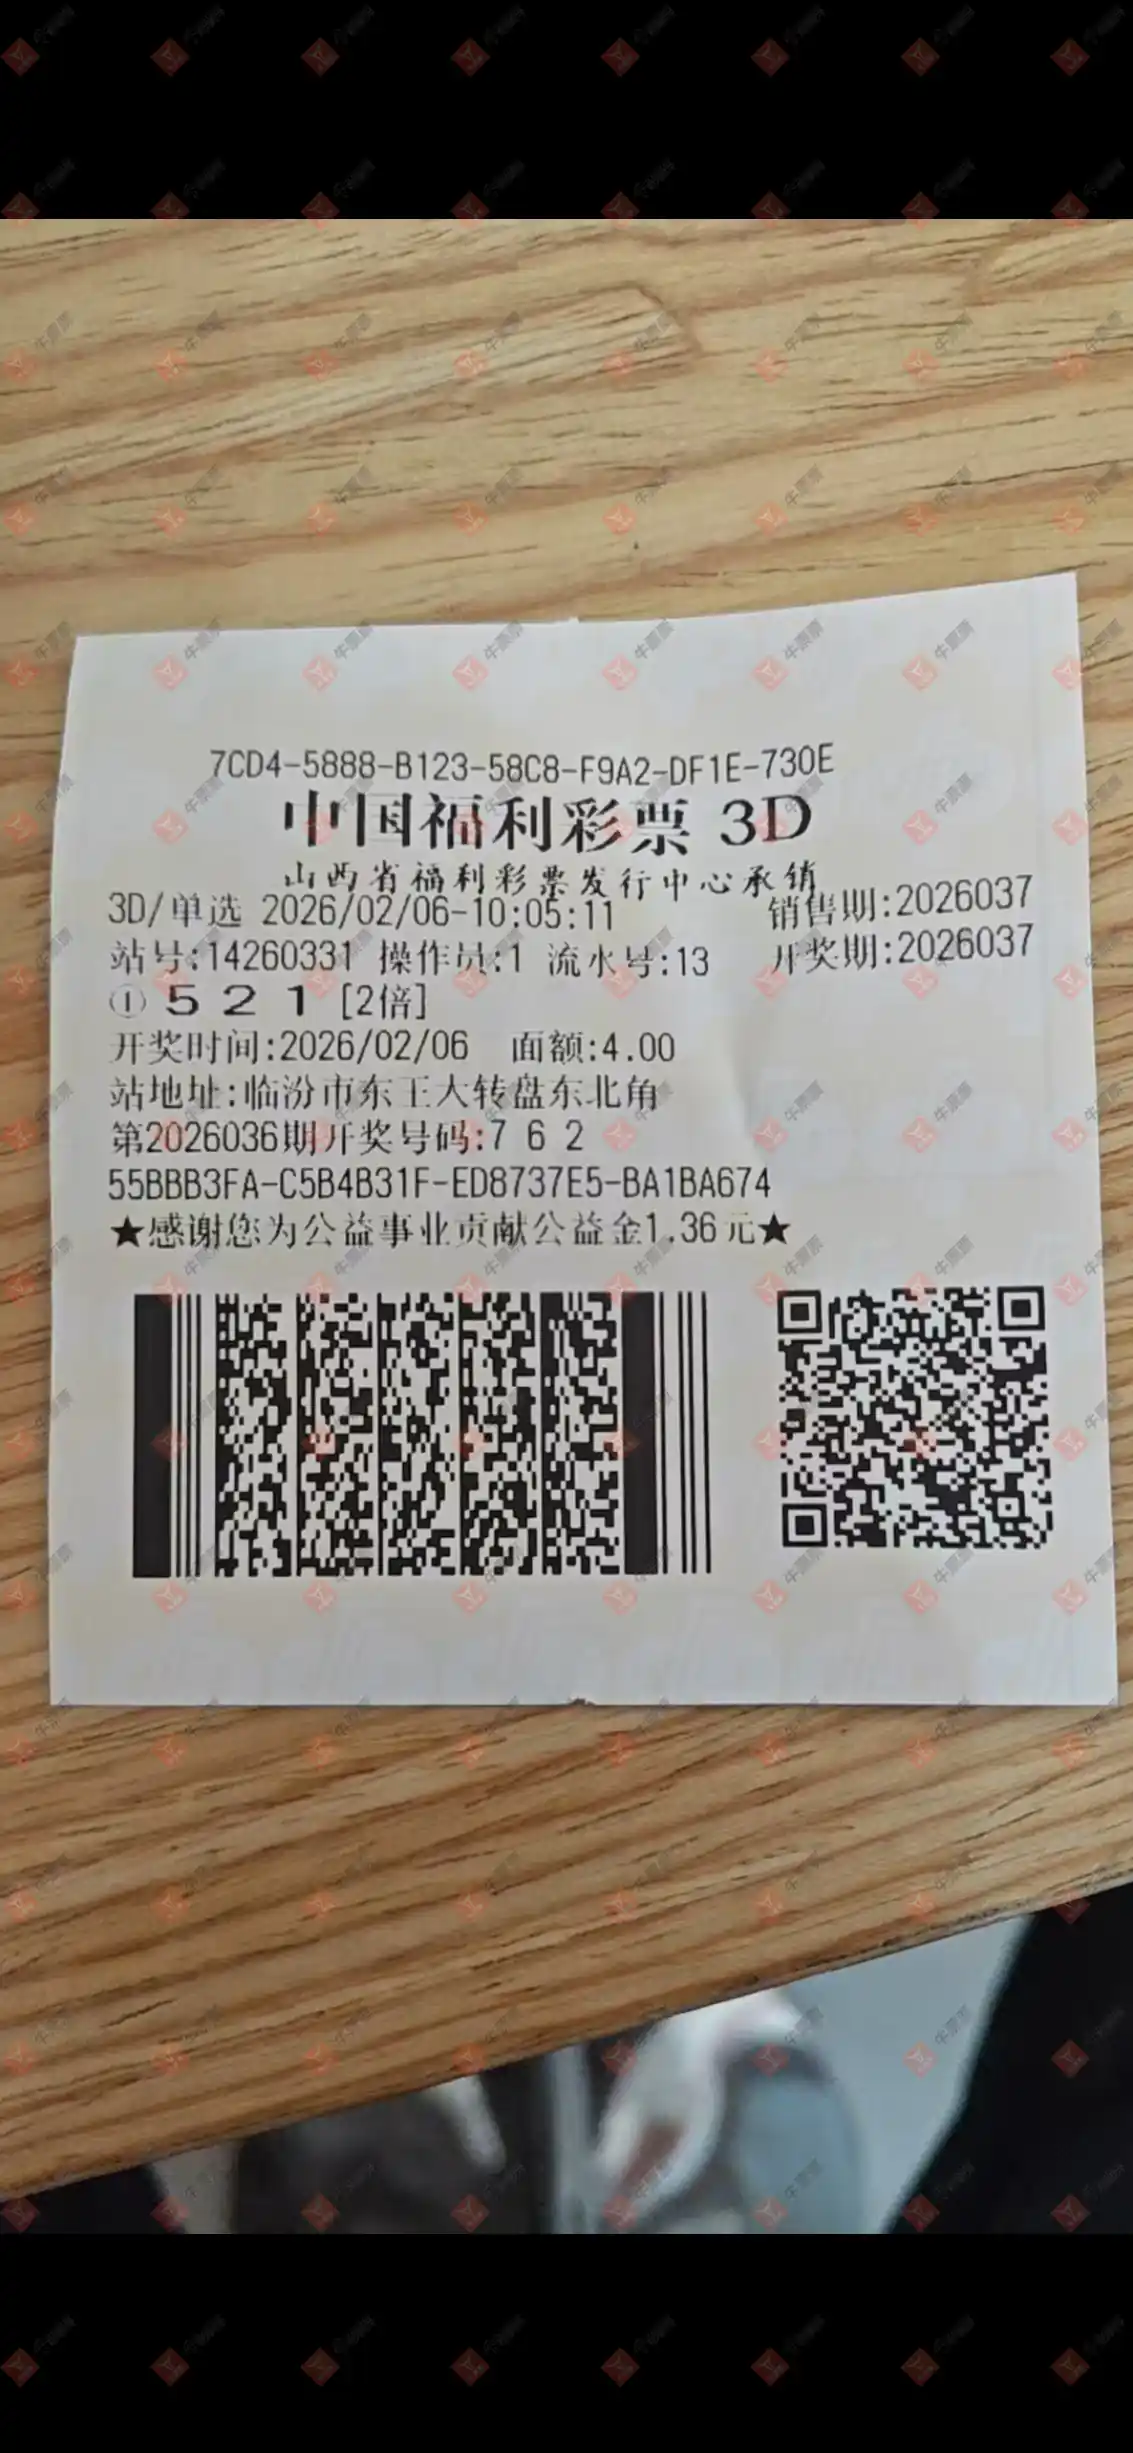 7CD4-5888-B123-58C8-F9A2-DF1E-730E
中国福利彩票 3D
山西省福利彩票发行中心承销
3D/单选 2026/02/06-10:05:11 销售期:2026037
站号:14260331 操作员:1 流水号:13 开奖期:2026037
① 5 2 1 [2倍]
开奖时间:2026/02/06 面额:4.00
站地址:临汾市东王大转盘东北角
第2026036期开奖号码:7 6 2
55BBB3FA-C5B4B31F-ED8737E5-BA1BA674
★感谢您为公益事业贡献公益金1.36元★